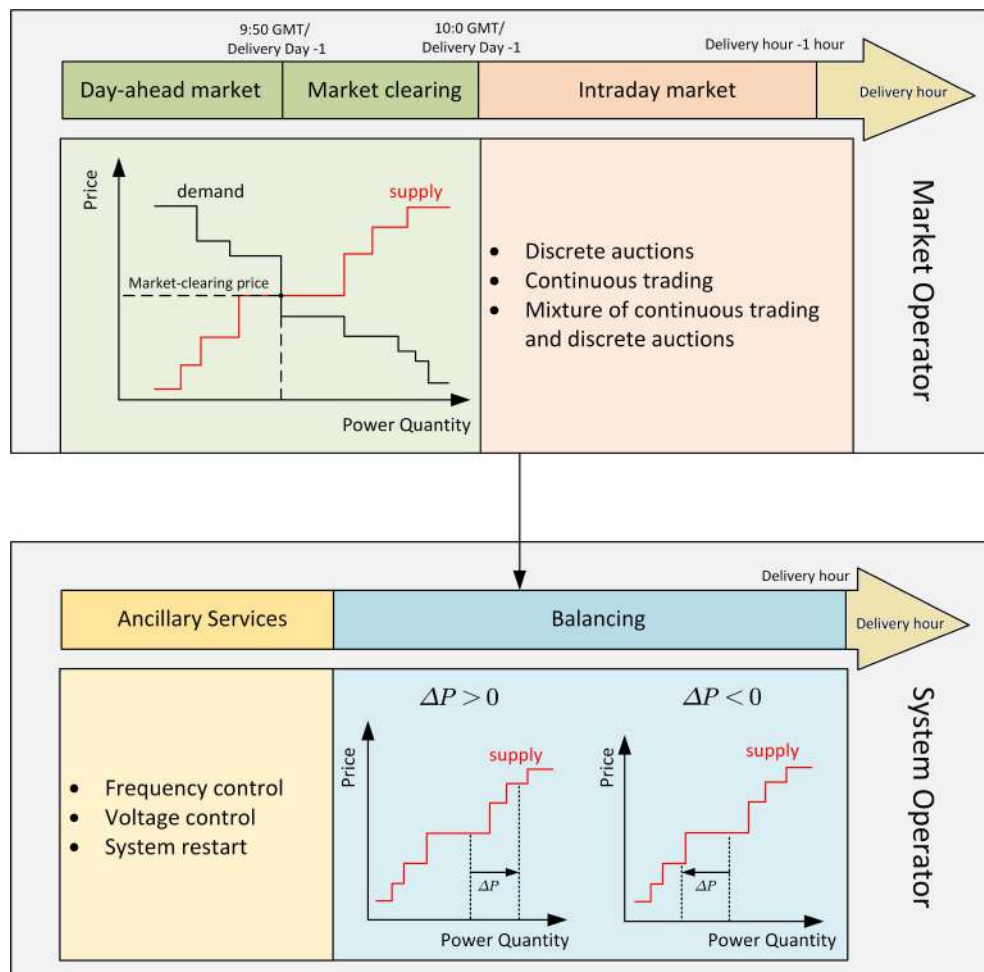 9:50 GMT/
Delivery Day -1
10:0 GMT/
Delivery Day -1
Delivery hour -1 hour
Day-ahead market
Market clearing
Intraday market
Delivery hour
Price
demand
supply
Market-clearing price
Power Quantity
• Discrete auctions
• Continuous trading
• Mixture of continuous trading
and discrete auctions
Market Operator
Delivery hour
Ancillary Services
Balancing
Delivery hour
• Frequency control
• Voltage control
• System restart
ΔP > 0
Price
supply
ΔP
Power Quantity
ΔP < 0
Price
supply
ΔP
Power Quantity
System Operator